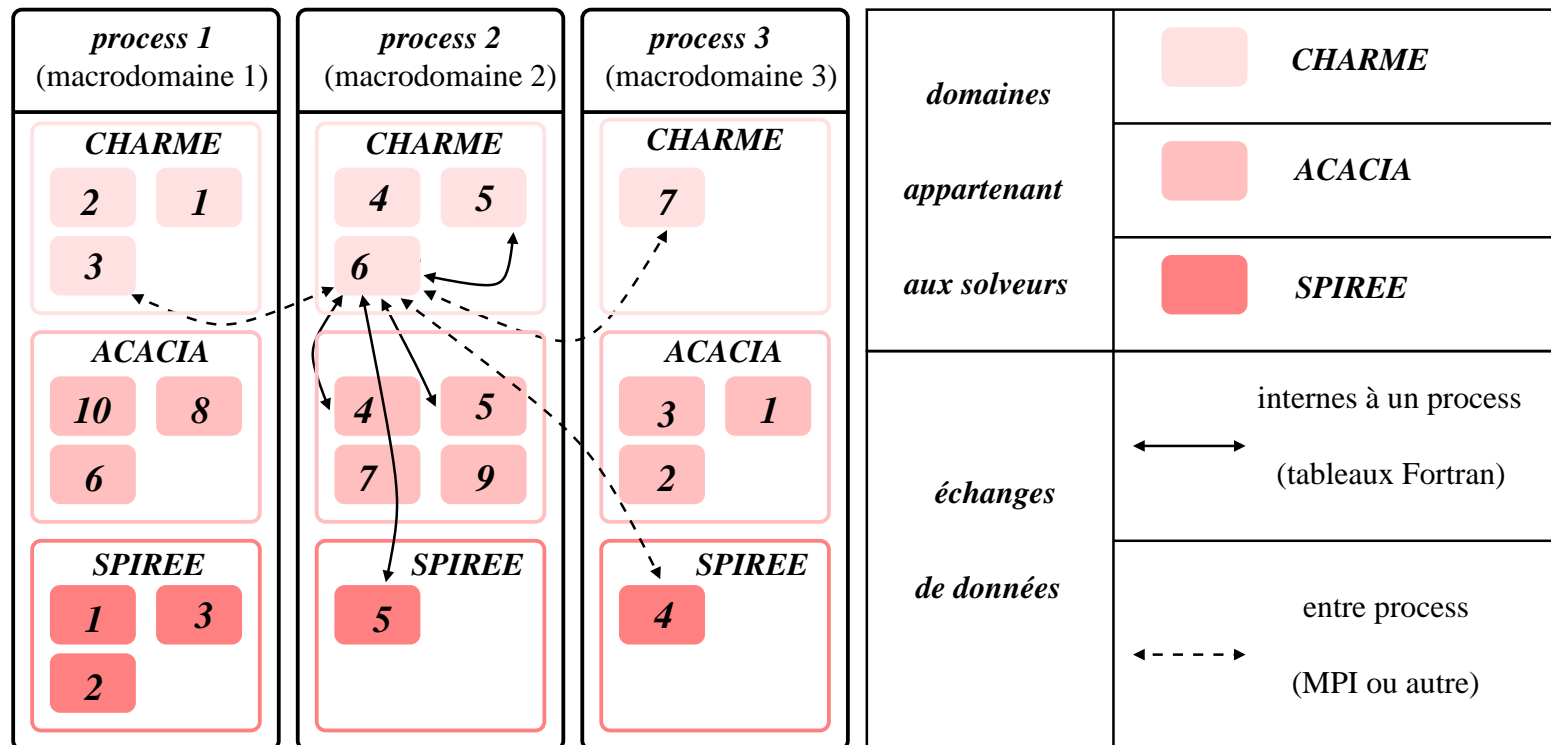 process 1
(macrodomaine 1)
CHARME
2 1
3
ACACIA
10 8
6
SPIREE
1 3
2
process 2
(macrodomaine 2)
CHARME
4 5
6
4 5
7 9
SPIREE
5
process 3
(macrodomaine 3)
CHARME
7
ACACIA
3 1
2
SPIREE
4
domaines
appartenant
aux solveurs
CHARME
ACACIA
SPIREE
échanges
de données
internes à un process
(tableaux Fortran)
entre process
(MPI ou autre)